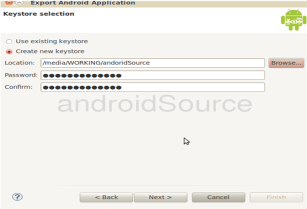 Export Android Application
Keystore selection
Use existing keystore
Create new keystore
Location: /media/WORKING/andoridSource Browse...
Password: ●●●●●●●●●●●●●●
Confirm: ●●●●●●●●●●●●●●
androidSource
? < Back Next > Cancel Finish